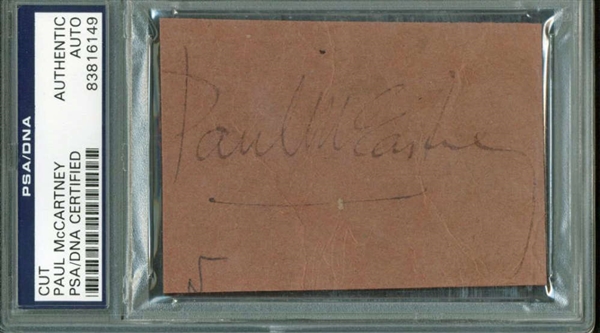 PSA/DNA
CUT
PAUL McCARTNEY
PSA/DNA CERTIFIED
AUTHENTIC
AUTO
83816149
Paul McCartney